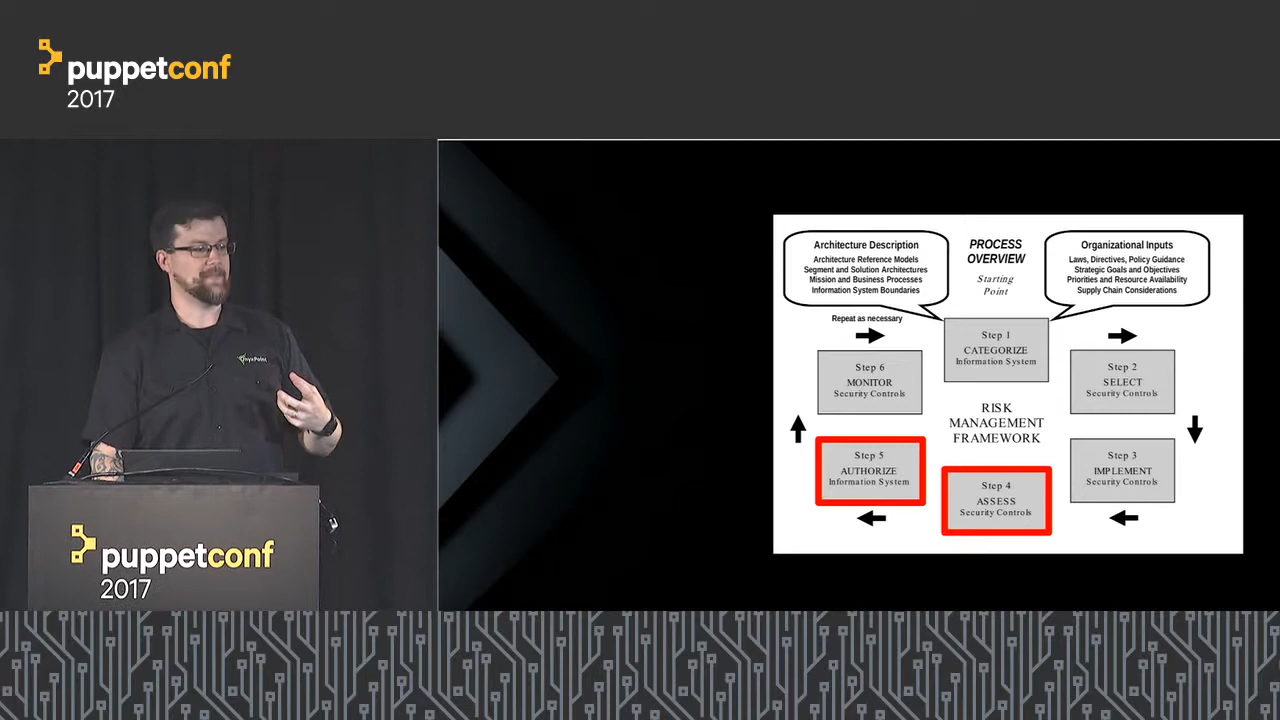 puppetconf
2017
Architecture Description
Architecture Reference Models
Segment and Solution Architectures
Mission and Business Processes
Information System Boundaries
PROCESS
OVERVIEW
Starting
Point
Organizational Inputs
Laws, Directives, Policy Guidance
Strategic Goals and Objectives
Priorities and Resource Availability
Supply Chain Considerations
Repeat as necessary
Step 1
CATEGORIZE
Information System
Step 2
SELECT
Security Controls
Step 3
IMPLEMENT
Security Controls
Step 4
ASSESS
Security Controls
Step 5
AUTHORIZE
Information System
Step 6
MONITOR
Security Controls
RISK
MANAGEMENT
FRAMEWORK
OnyxPoint
puppetconf
2017